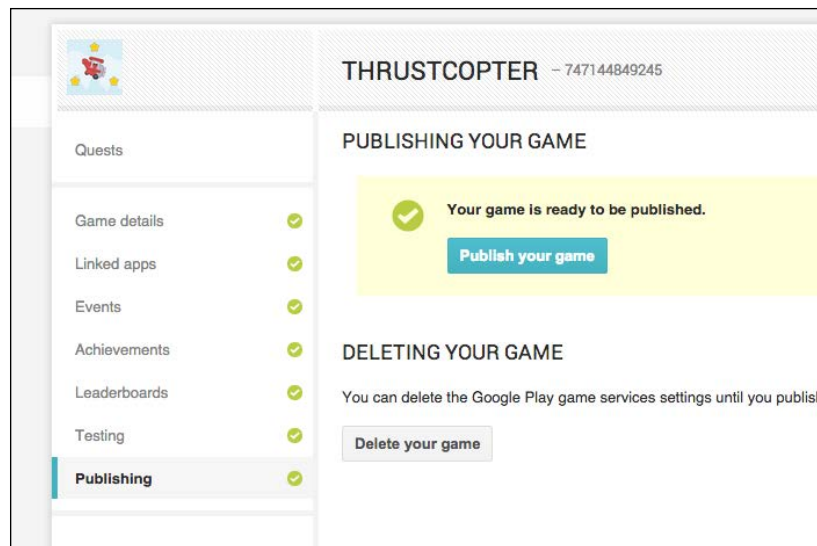 THRUSTCOPTER – 747144849245
Quests
PUBLISHING YOUR GAME
Your game is ready to be published.
Publish your game
Game details
Linked apps
Events
Achievements
Leaderboards
Testing
Publishing
DELETING YOUR GAME
You can delete the Google Play game services settings until you publis
Delete your game